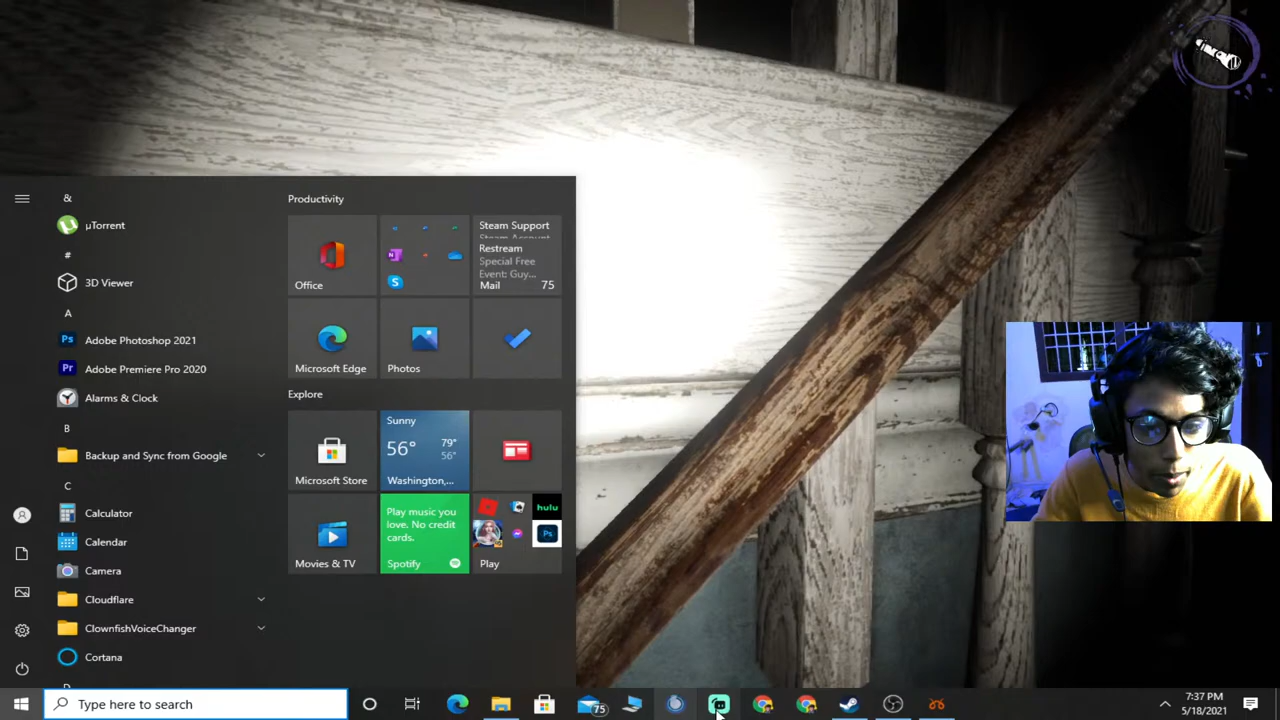 &
µTorrent
#
3D Viewer
A
Ps
Adobe Photoshop 2021
Pr
Adobe Premiere Pro 2020
Alarms & Clock
B
Backup and Sync from Google
C
Calculator
Calendar
Camera
Cloudflare
ClownfishVoiceChanger
Cortana
Productivity
Office
Steam Support
Restream
Special Free
Event: Guy...
Mail 75
Microsoft Edge
Photos
Explore
Microsoft Store
Sunny
56° 79°
56°
Washington,...
Movies & TV
Play music you
love. No credit
cards.
Spotify
hulu
Ps
Play
Type here to search
75
7:37 PM
5/18/2021